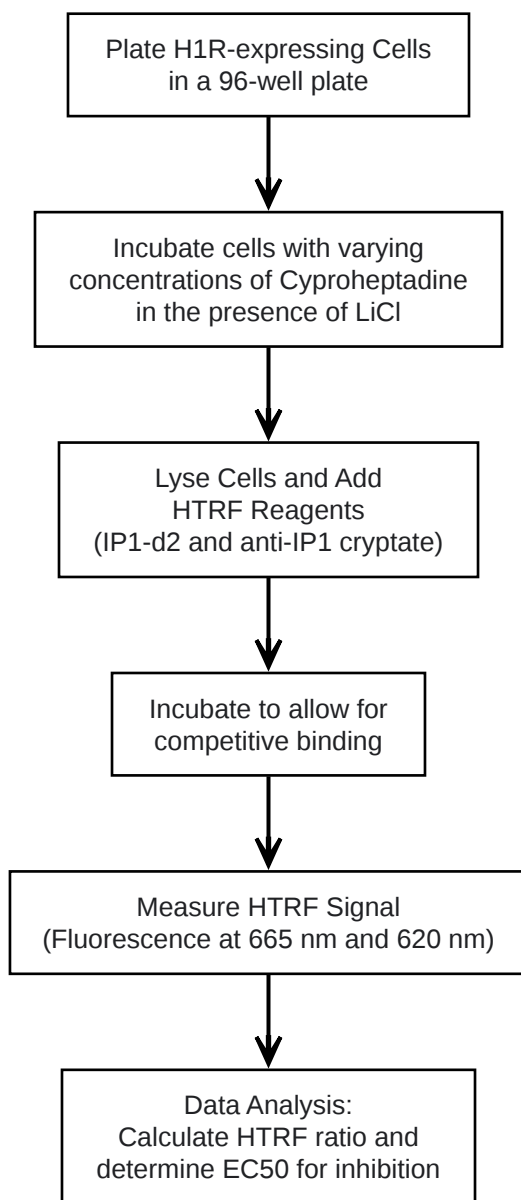 Plate H1R-expressing Cells
in a 96-well plate
Incubate cells with varying
concentrations of Cyproheptadine
in the presence of LiCl
Lyse Cells and Add
HTRF Reagents
(IP1-d2 and anti-IP1 cryptate)
Incubate to allow for
competitive binding
Measure HTRF Signal
(Fluorescence at 665 nm and 620 nm)
Data Analysis:
Calculate HTRF ratio and
determine EC50 for inhibition